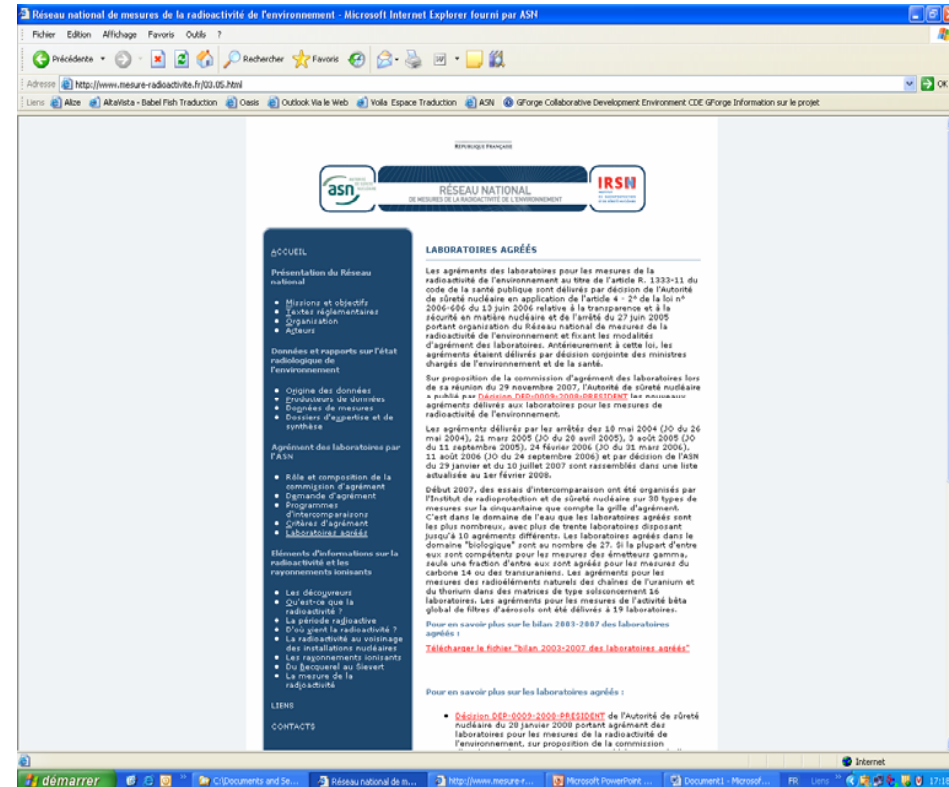 Réseau national de mesures de la radioactivité de l'environnement - Microsoft Internet Explorer fourni par ASN
Fichier Edition Affichage Favoris Outils ?
Précédente Rechercher Favoris
Adresse http://www.mesure-radioactivite.fr/03.05.html OK
Liens Alize AltaVista - Babel Fish Traduction Oasis Outlook Via le Web Voila Espace Traduction ASN GForge Collaborative Development Environment CDE GForge Information sur le projet
RÉPUBLIQUE FRANÇAISE
asn
RÉSEAU NATIONAL
DE MESURES DE LA RADIOACTIVITÉ DE L'ENVIRONNEMENT
IRSN
ACCUEIL
Présentation du Réseau
national
Missions et objectifs
Textes réglementaires
Organisation
Acteurs
Données et rapports sur l'état
radiologique de
l'environnement
Origine des données
Producteurs de données
Données de mesures
Dossiers d'expertise et de
synthèse
Agrément des laboratoires par
l'ASN
Rôle et composition de la
commission d'agrément
Demande d'agrément
Programmes
d'intercomparaisons
Critères d'agrément
Laboratoires agréés
Eléments d'informations sur la
radioactivité et les
rayonnements ionisants
Les découvreurs
Qu'est-ce que la
radioactivité ?
La période radioactive
D'où vient la radioactivité ?
La radioactivité au voisinage
des installations nucléaires
Les rayonnements ionisants
Du Becquerel au Sievert
La mesure de la
radioactivité
LIENS
CONTACTS
LABORATOIRES AGRÉÉS
Les agréments des laboratoires pour les mesures de la
radioactivité de l'environnement au titre de l'article R. 1333-11 du
code de la santé publique sont délivrés par décision de l'Autorité
de sûreté nucléaire en application de l'article 4 - 2° de la loi n°
2006-686 du 13 juin 2006 relative à la transparence et à la
sécurité en matière nucléaire et de l'arrêté du 27 juin 2005
portant organisation du Réseau national de mesures de la
radioactivité de l'environnement et fixant les modalités
d'agrément des laboratoires. Antérieurement à cette loi, les
agréments étaient délivrés par décision conjointe des ministres
chargés de l'environnement et de la santé.
Sur proposition de la commission d'agrément des laboratoires lors
de sa réunion du 29 novembre 2007, l'Autorité de sûreté nucléaire
a publié par Décision DEP-0009-2008-PRESIDENT les nouveaux
agréments délivrés aux laboratoires pour les mesures de
radioactivité de l'environnement.
Les agréments délivrés par les arrêtés des 10 mai 2004 (JO du 26
mai 2004), 21 mars 2005 (JO du 20 avril 2005), 3 août 2005 (JO
du 11 septembre 2005), 24 février 2006 (JO du 31 mars 2006),
11 août 2006 (JO du 24 septembre 2006) et par décision de l'ASN
du 29 janvier et du 10 juillet 2007 sont rassemblés dans une liste
actualisée au 1er février 2008.
Début 2007, des essais d'intercomparaison ont été organisés par
l'Institut de radioprotection et de sûreté nucléaire sur 38 types de
mesures sur la cinquantaine que compte la grille d'agrément.
C'est dans le domaine de l'eau que les laboratoires agréés sont
les plus nombreux, avec plus de trente laboratoires disposant
jusqu'à 10 agréments différents. Les laboratoires agréés dans le
domaine "biologique" sont au nombre de 27. Si la plupart d'entre
eux sont compétents pour les mesures des émetteurs gamma,
seule une fraction d'entre eux sont agréés pour les mesures du
carbone 14 ou des transuraniens. Les agréments pour les
mesures des radioéléments naturels des chaînes de l'uranium et
du thorium dans des matrices de type solsconcernent 16
laboratoires. Les agréments pour les mesures de l'activité bêta
global de filtres d'aérosols ont été délivrés à 19 laboratoires.
Pour en savoir plus sur le bilan 2003-2007 des laboratoires
agréés :
Télécharger le fichier "bilan 2003-2007 des laboratoires agréés"
Pour en savoir plus sur les laboratoires agréés :
Décision DEP-0009-2008-PRESIDENT de l'Autorité de sûreté
nucléaire du 28 janvier 2008 portant agrément des
laboratoires pour les mesures de la radioactivité de
l'environnement, sur proposition de la commission
Internet
démarrer C:\Documents and Se... Réseau national de m... http://www.mesure-r... Microsoft PowerPoint ... Document1 - Microsof... FR Liens 17:18